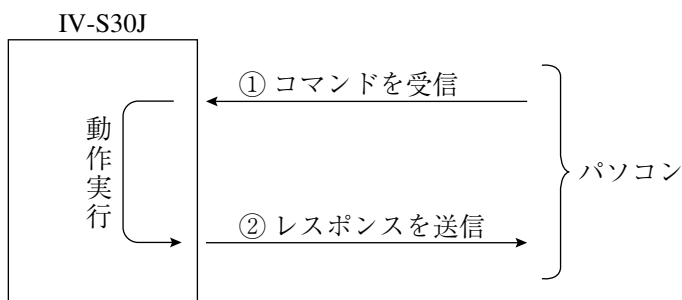 IV-S30J
① コマンドを受信
動作実行
パソコン
② レスポンスを送信